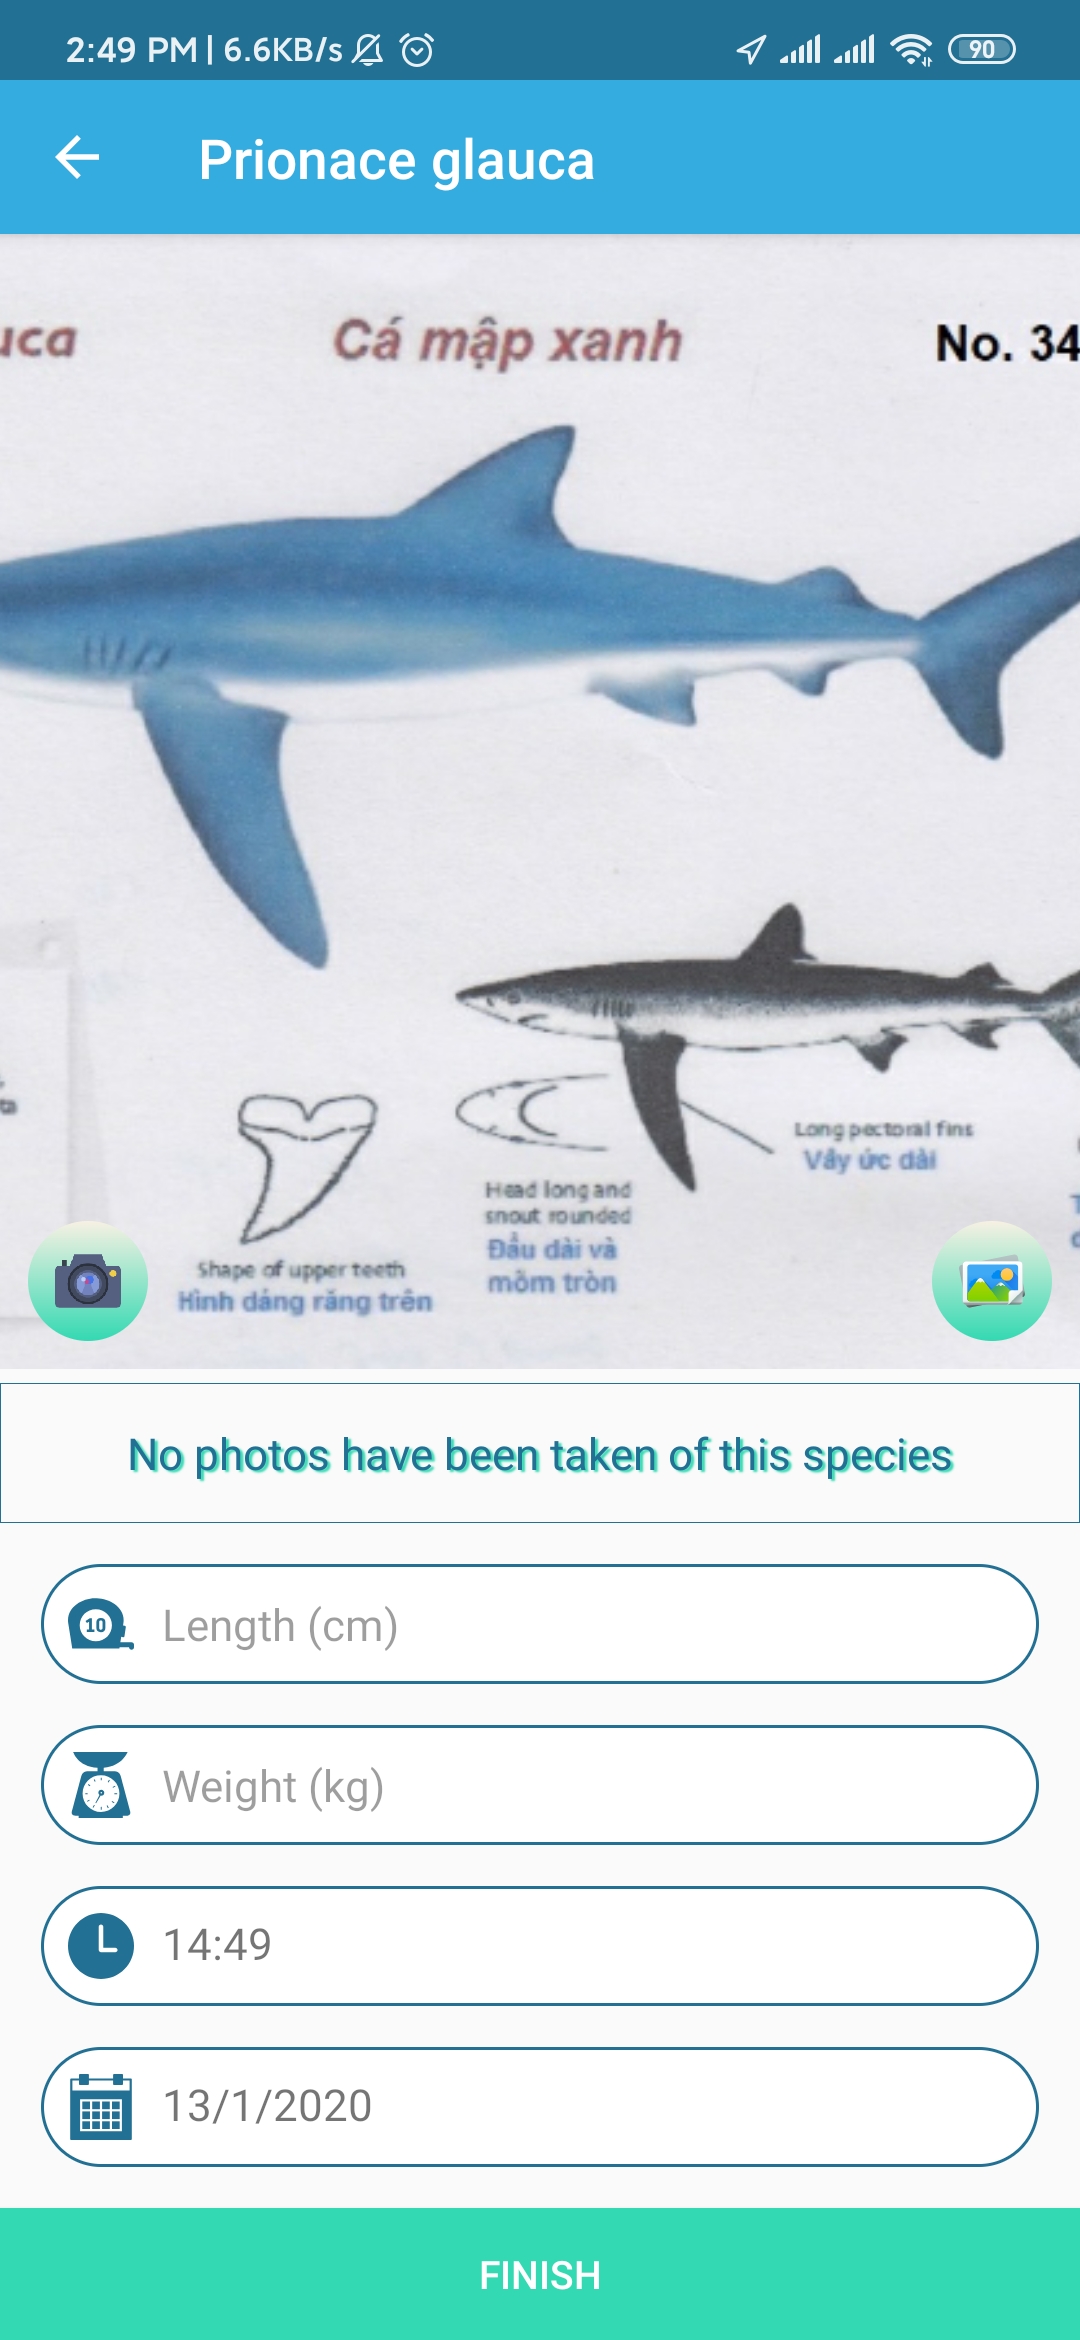 2:49 PM | 6.6KB/s
90
Prionace glauca
uca
Cá mập xanh
No. 34
Long pectoral fins
Vây ức dài
Head long and
snout rounded
Đầu dài và
mõm tròn
Shape of upper teeth
Hình dáng răng trên
No photos have been taken of this species
10
Length (cm)
Weight (kg)
14:49
13/1/2020
FINISH